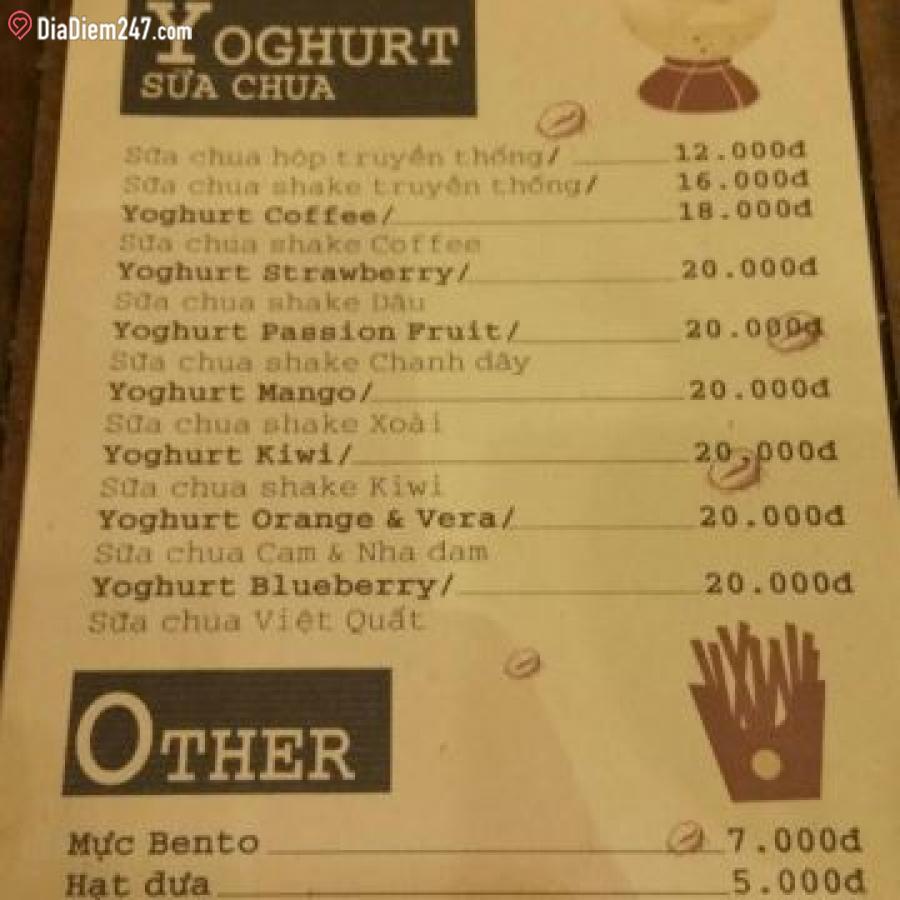 DiaDiem247.com
YOGHURT
SỮA CHUA
Sữa chua hộp truyền thống/ 12.000đ
Sữa chua shake truyền thống/ 16.000đ
Yoghurt Coffee/ 18.000đ
Sữa chua shake Coffee
Yoghurt Strawberry/ 20.000đ
Sữa chua shake Dâu
Yoghurt Passion Fruit/ 20.000đ
Sữa chua shake Chanh dây
Yoghurt Mango/ 20.000đ
Sữa chua shake Xoài
Yoghurt Kiwi/ 20.000đ
Sữa chua shake Kiwi
Yoghurt Orange & Vera/ 20.000đ
Sữa chua Cam & Nha đam
Yoghurt Blueberry/ 20.000đ
Sữa chua Việt Quất
OTHER
Mực Bento 7.000đ
Hạt dưa 5.000đ